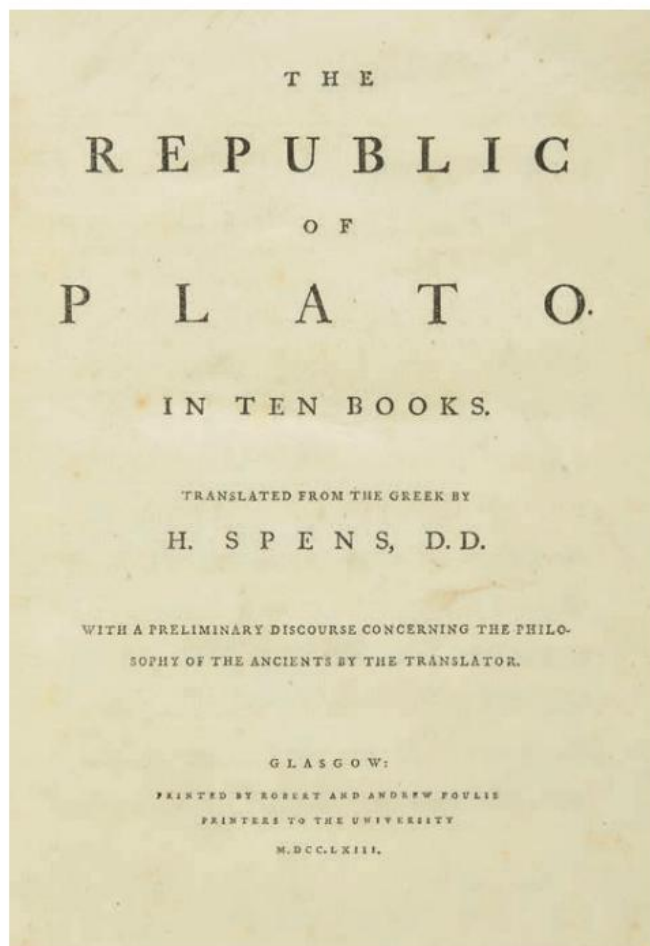 THE
REPUBLIC
OF
PLATO.
IN TEN BOOKS.
TRANSLATED FROM THE GREEK BY
H. SPENS, D.D.
WITH A PRELIMINARY DISCOURSE CONCERNING THE PHILO-
SOPHY OF THE ANCIENTS BY THE TRANSLATOR.
GLASGOW:
PRINTED BY ROBERT AND ANDREW FOULIS
PRINTERS TO THE UNIVERSITY
M.DCC.LXIII.